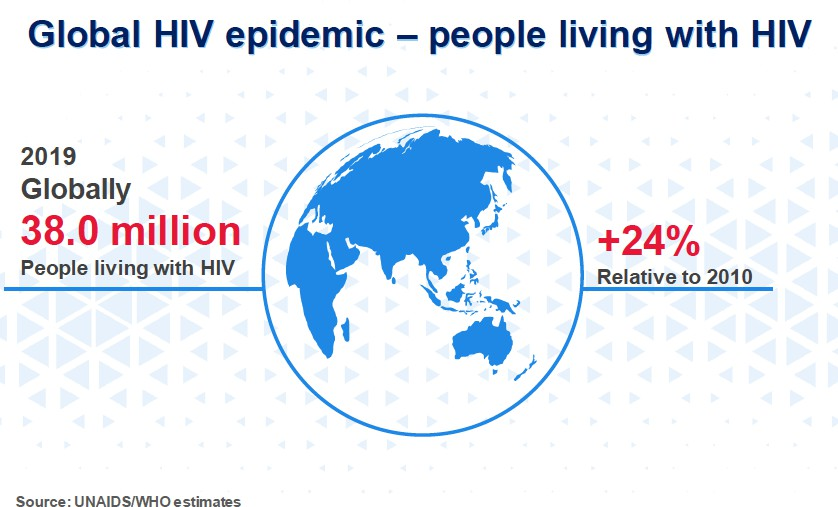 Global HIV epidemic – people living with HIV
2019
Globally
38.0 million
People living with HIV
+24%
Relative to 2010
Source: UNAIDS/WHO estimates